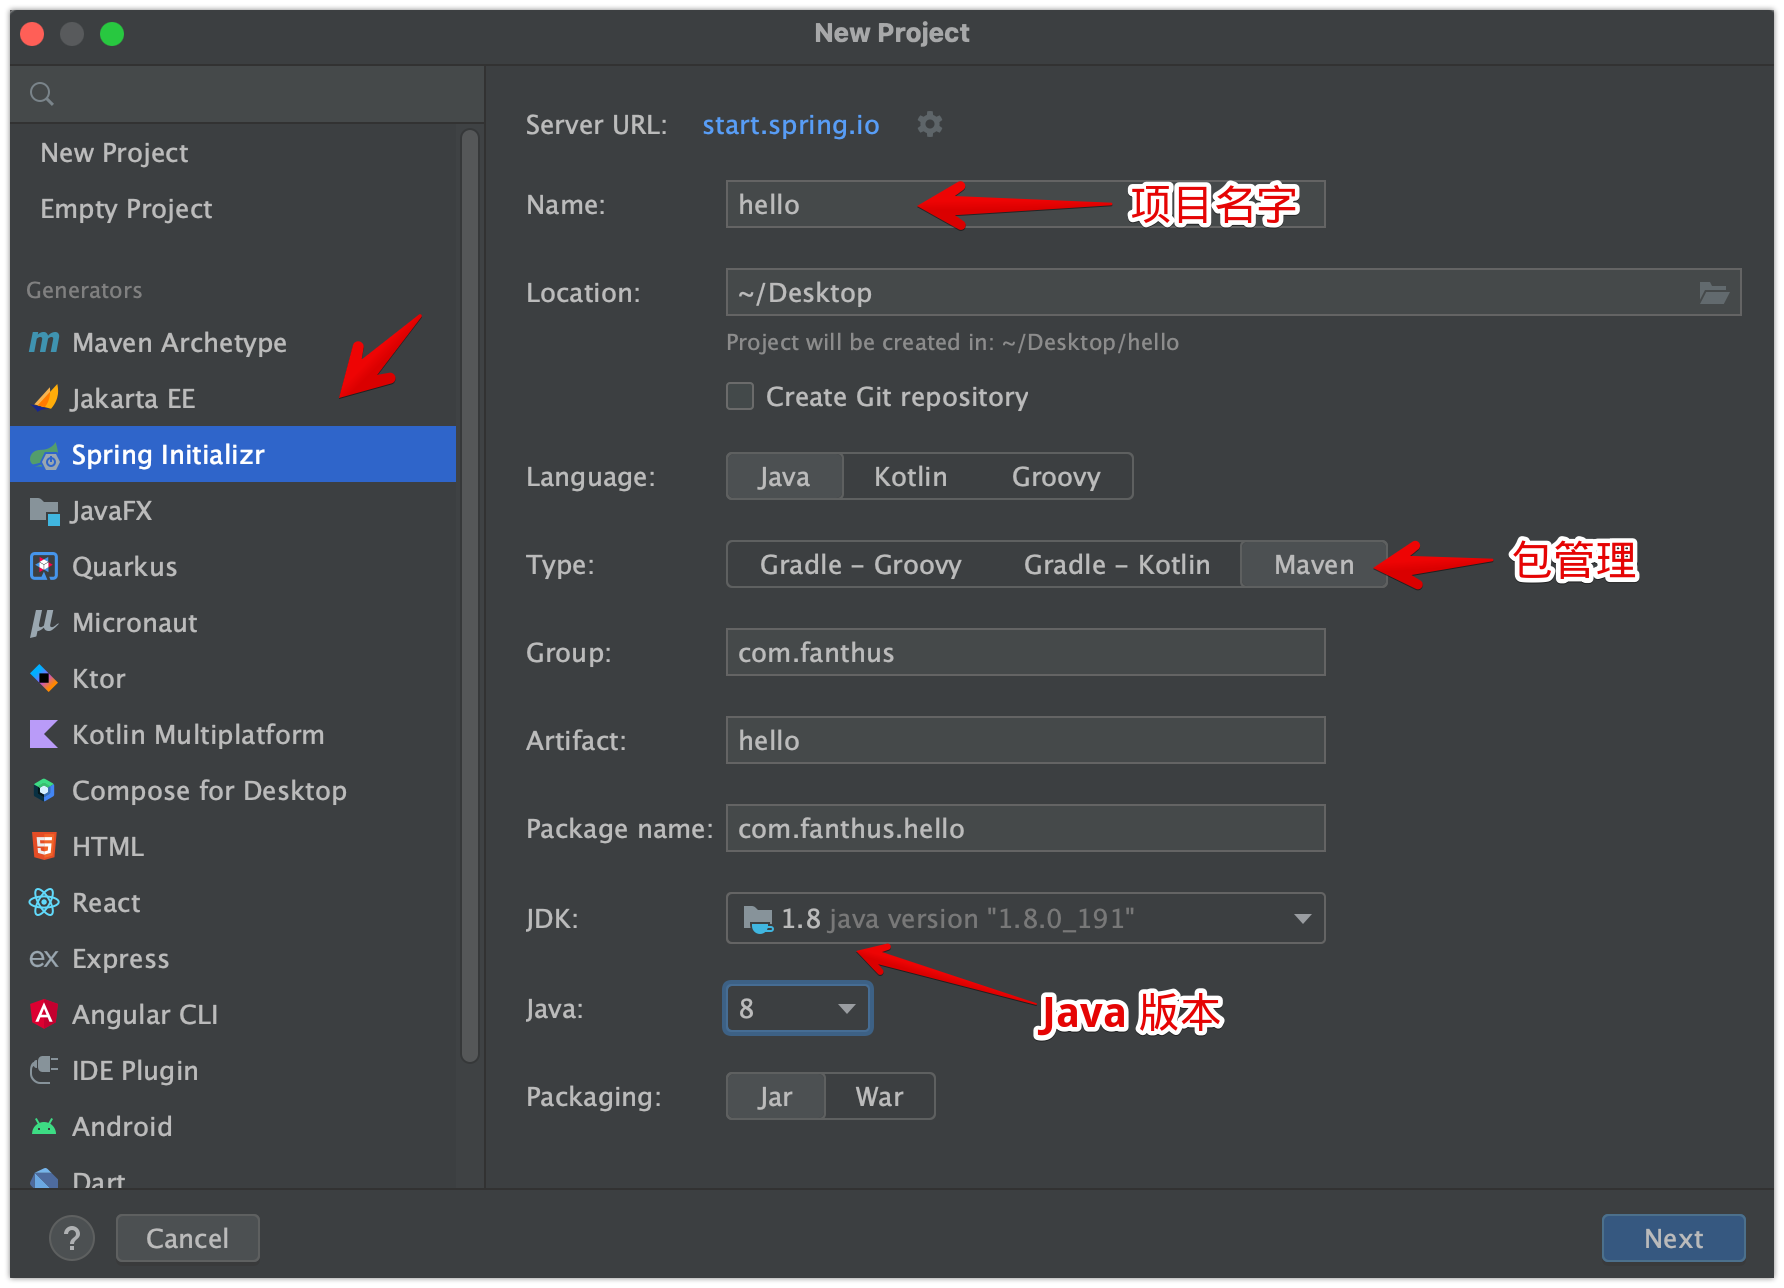 New Project
New Project
Empty Project
Generators
m Maven Archetype
Jakarta EE
Spring Initializr
JavaFX
Quarkus
μ Micronaut
Ktor
Kotlin Multiplatform
Compose for Desktop
5 HTML
React
ex Express
A Angular CLI
IDE Plugin
Android
Dart
Server URL: start.spring.io
Name: hello 项目名字
Location: ~/Desktop
Project will be created in: ~/Desktop/hello
Create Git repository
Language: Java Kotlin Groovy
Type: Gradle – Groovy Gradle – Kotlin Maven 包管理
Group: com.fanthus
Artifact: hello
Package name: com.fanthus.hello
JDK: 1.8 java version "1.8.0_191"
Java: 8 Java 版本
Packaging: Jar War
? Cancel Next